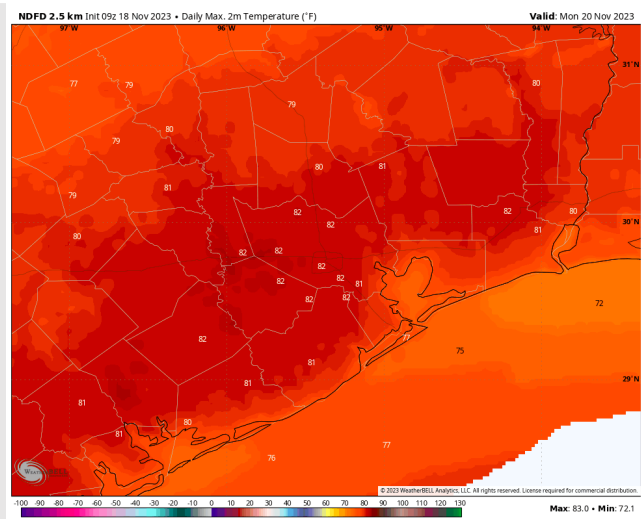 NDFD 2.5 km Init 09z 18 Nov 2023 • Daily Max. 2m Temperature (°F)
Valid: Mon 20 Nov 2023
97°W 96°W 95°W 94°W
31°N
77 79 80
79
80
79
80 81
81
79
82 82 80
82 30°N
80 81
82 82
82
82 82 81
82 82
72
82 77
75
81 29°N
81
81
80
81
77
76
© 2023 WeatherBELL Analytics, LLC. All rights reserved. License required for commercial distribution.
-100 -90 -80 -70 -60 -50 -40 -30 -20 -10 0 10 20 30 40 50 60 70 80 90 100 110 120 130
Max: 83.0 • Min: 72.1